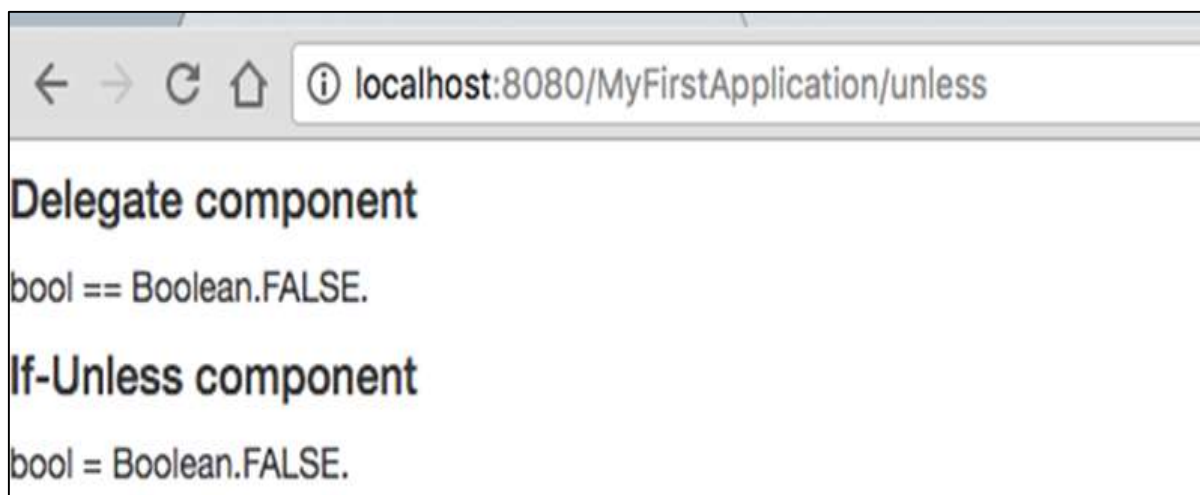 localhost:8080/MyFirstApplication/unless
Delegate component
bool == Boolean.FALSE.
If-Unless component
bool = Boolean.FALSE.